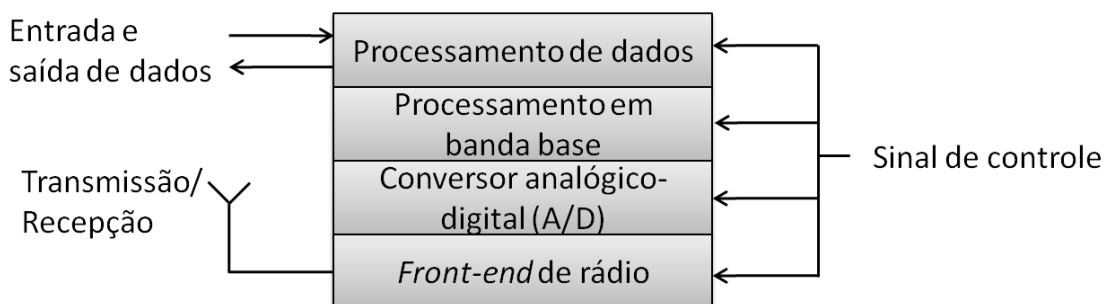 Entrada e
saída de dados
Processamento de dados
Processamento em
banda base
Conversor analógico-
digital (A/D)
Front-end de rádio
Transmissão/
Recepção
Sinal de controle